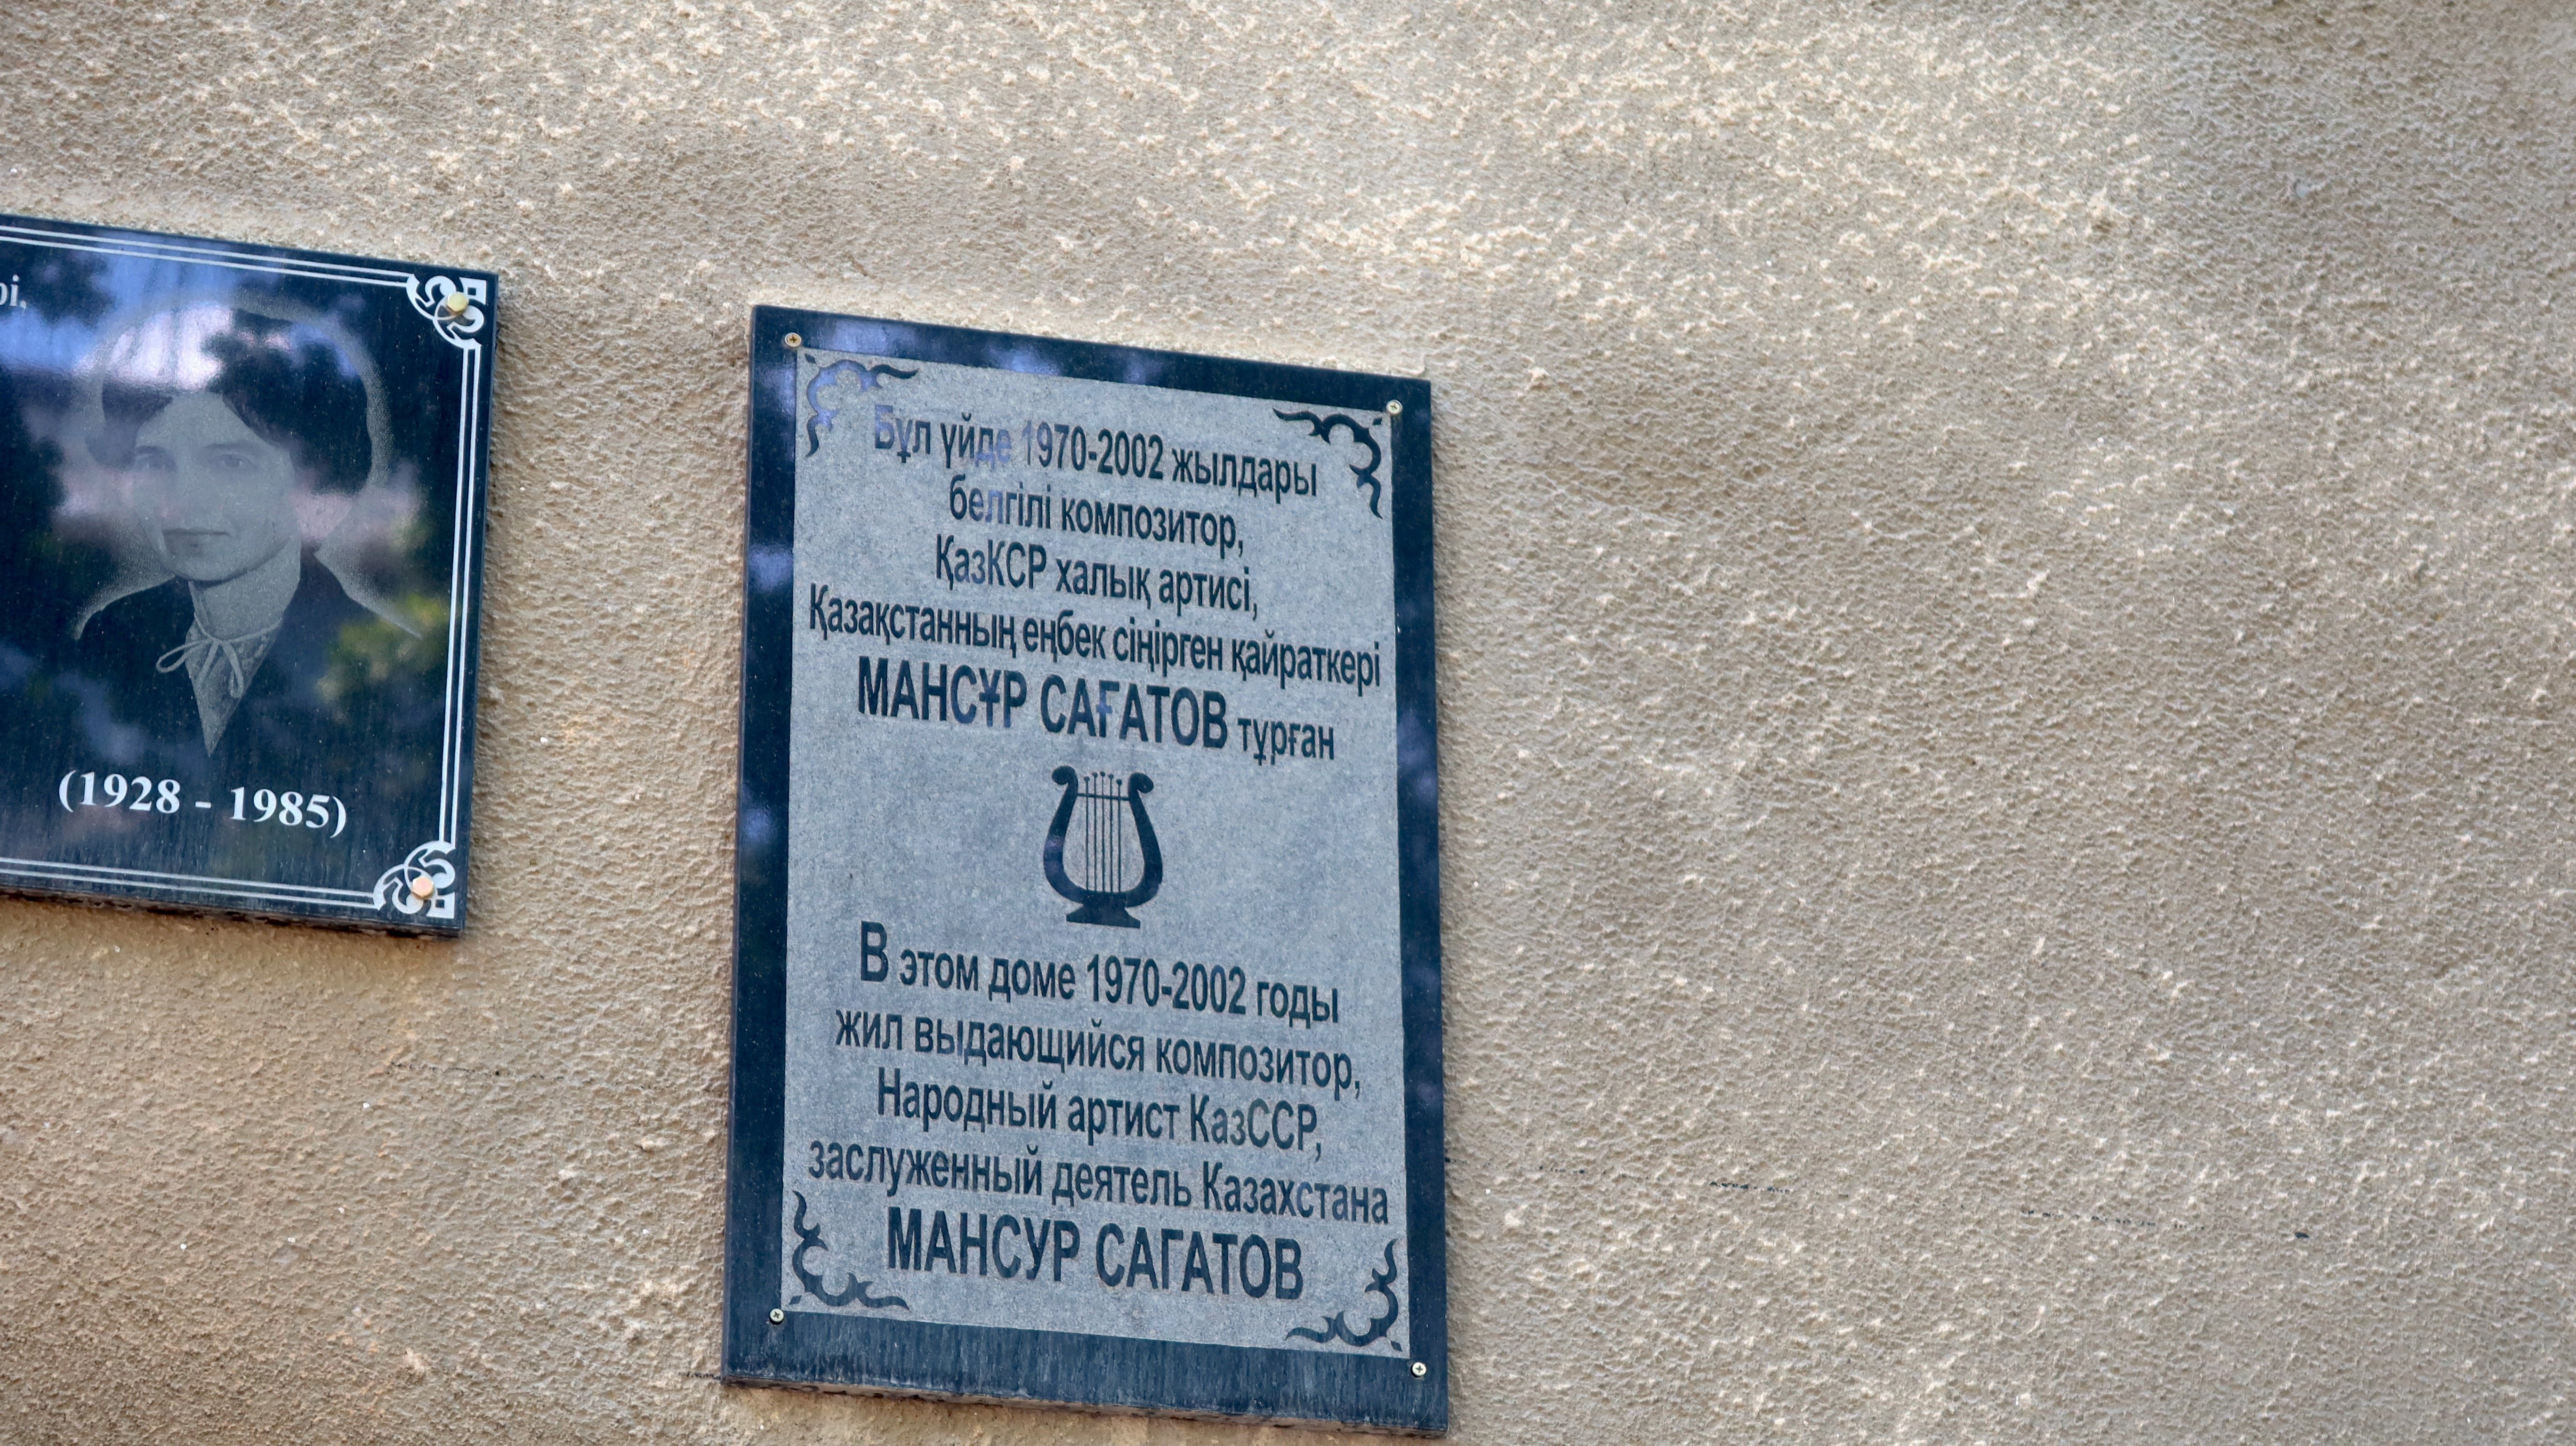 рі,
(1928 - 1985)
Бұл үйде 1970-2002 жылдары
белгілі композитор,
ҚазКСР халық артисі,
Қазақстанның еңбек сіңірген қайраткері
МАНСҰР САҒАТОВ тұрған
В этом доме 1970-2002 годы
жил выдающийся композитор,
Народный артист КазССР,
заслуженный деятель Казахстана
МАНСУР САГАТОВ